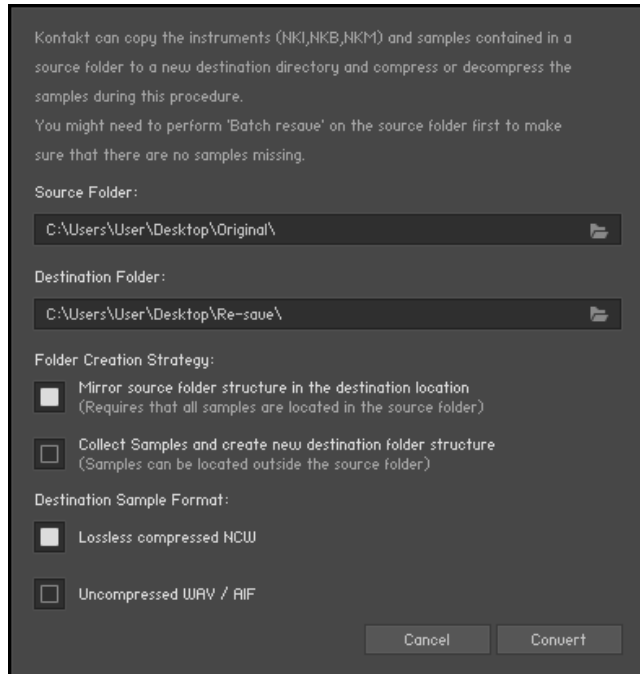 Kontakt can copy the instruments (NKI,NKB,NKM) and samples contained in a
source folder to a new destination directory and compress or decompress the
samples during this procedure.
You might need to perform 'Batch resave' on the source folder first to make
sure that there are no samples missing.
Source Folder:
C:\Users\User\Desktop\Original\
Destination Folder:
C:\Users\User\Desktop\Re-save\
Folder Creation Strategy:
Mirror source folder structure in the destination location
(Requires that all samples are located in the source folder)
Collect Samples and create new destination folder structure
(Samples can be located outside the source folder)
Destination Sample Format:
Lossless compressed NCW
Uncompressed WAV / AIF
Cancel Convert